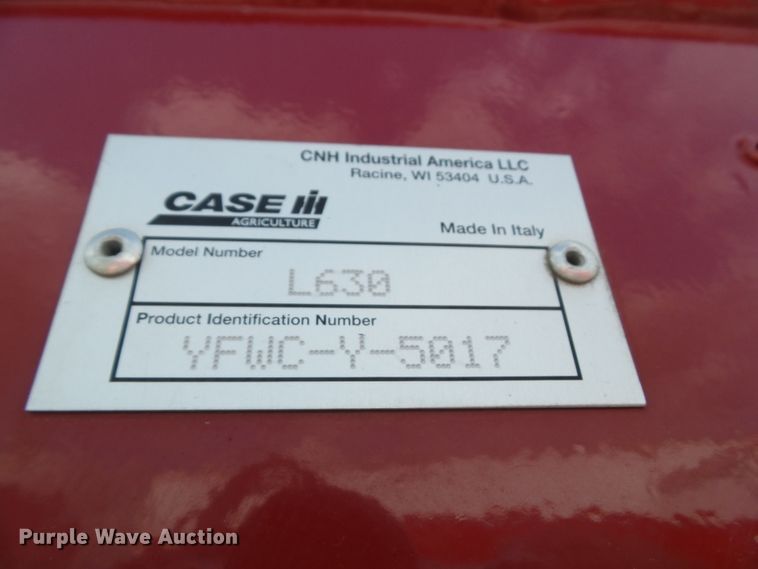 CNH Industrial America LLC
Racine, WI 53404 U.S.A.
CASE IH
AGRICULTURE
Made In Italy
Model Number
L630
Product Identification Number
YFWC-Y-5017
Purple Wave Auction®